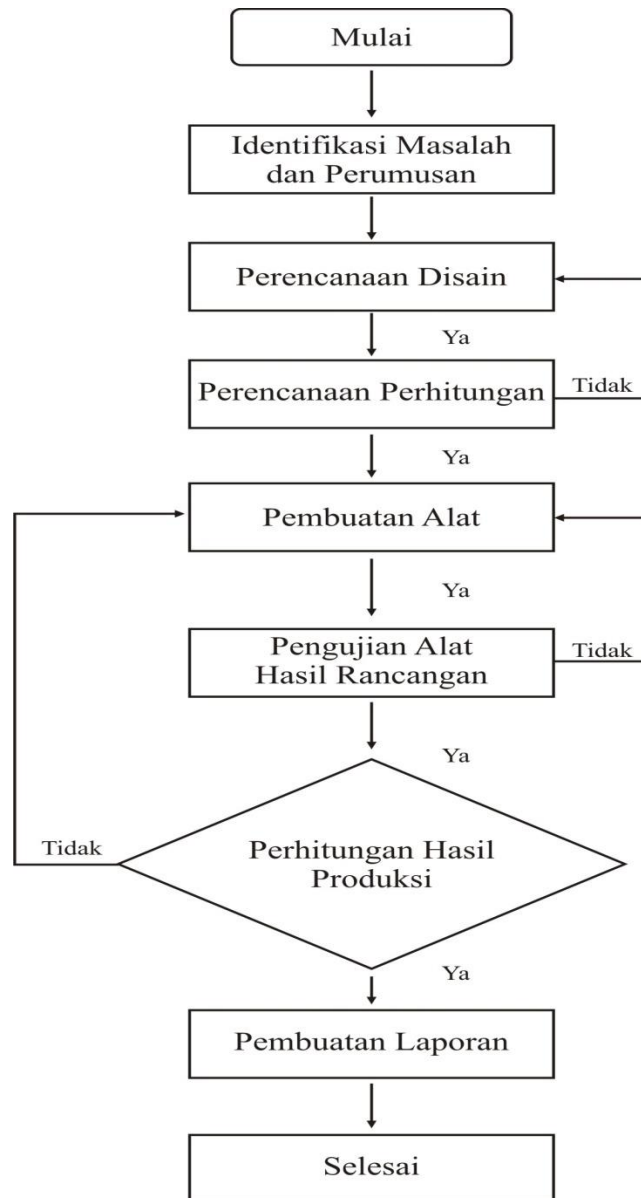 Mulai
Identifikasi Masalah
dan Perumusan
Perencanaan Disain
Ya
Perencanaan Perhitungan
Tidak
Ya
Pembuatan Alat
Ya
Pengujian Alat
Hasil Rancangan
Tidak
Ya
Tidak
Perhitungan Hasil
Produksi
Ya
Pembuatan Laporan
Selesai